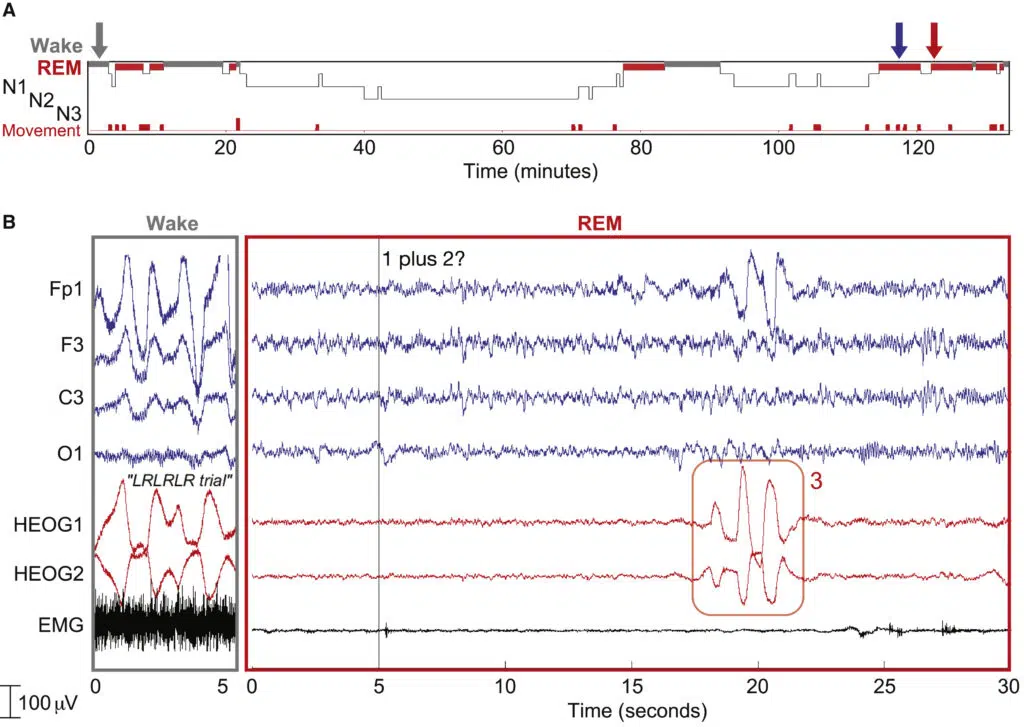 A
Wake
REM
N1
N2
N3
Movement
0 20 40 60 80 100 120
Time (minutes)
B
Wake REM
1 plus 2?
Fp1
F3
C3
O1
"LRLRLR trial"
3
HEOG1
HEOG2
EMG
0 5 0 5 10 15 20 25 30
100 µV
Time (seconds)